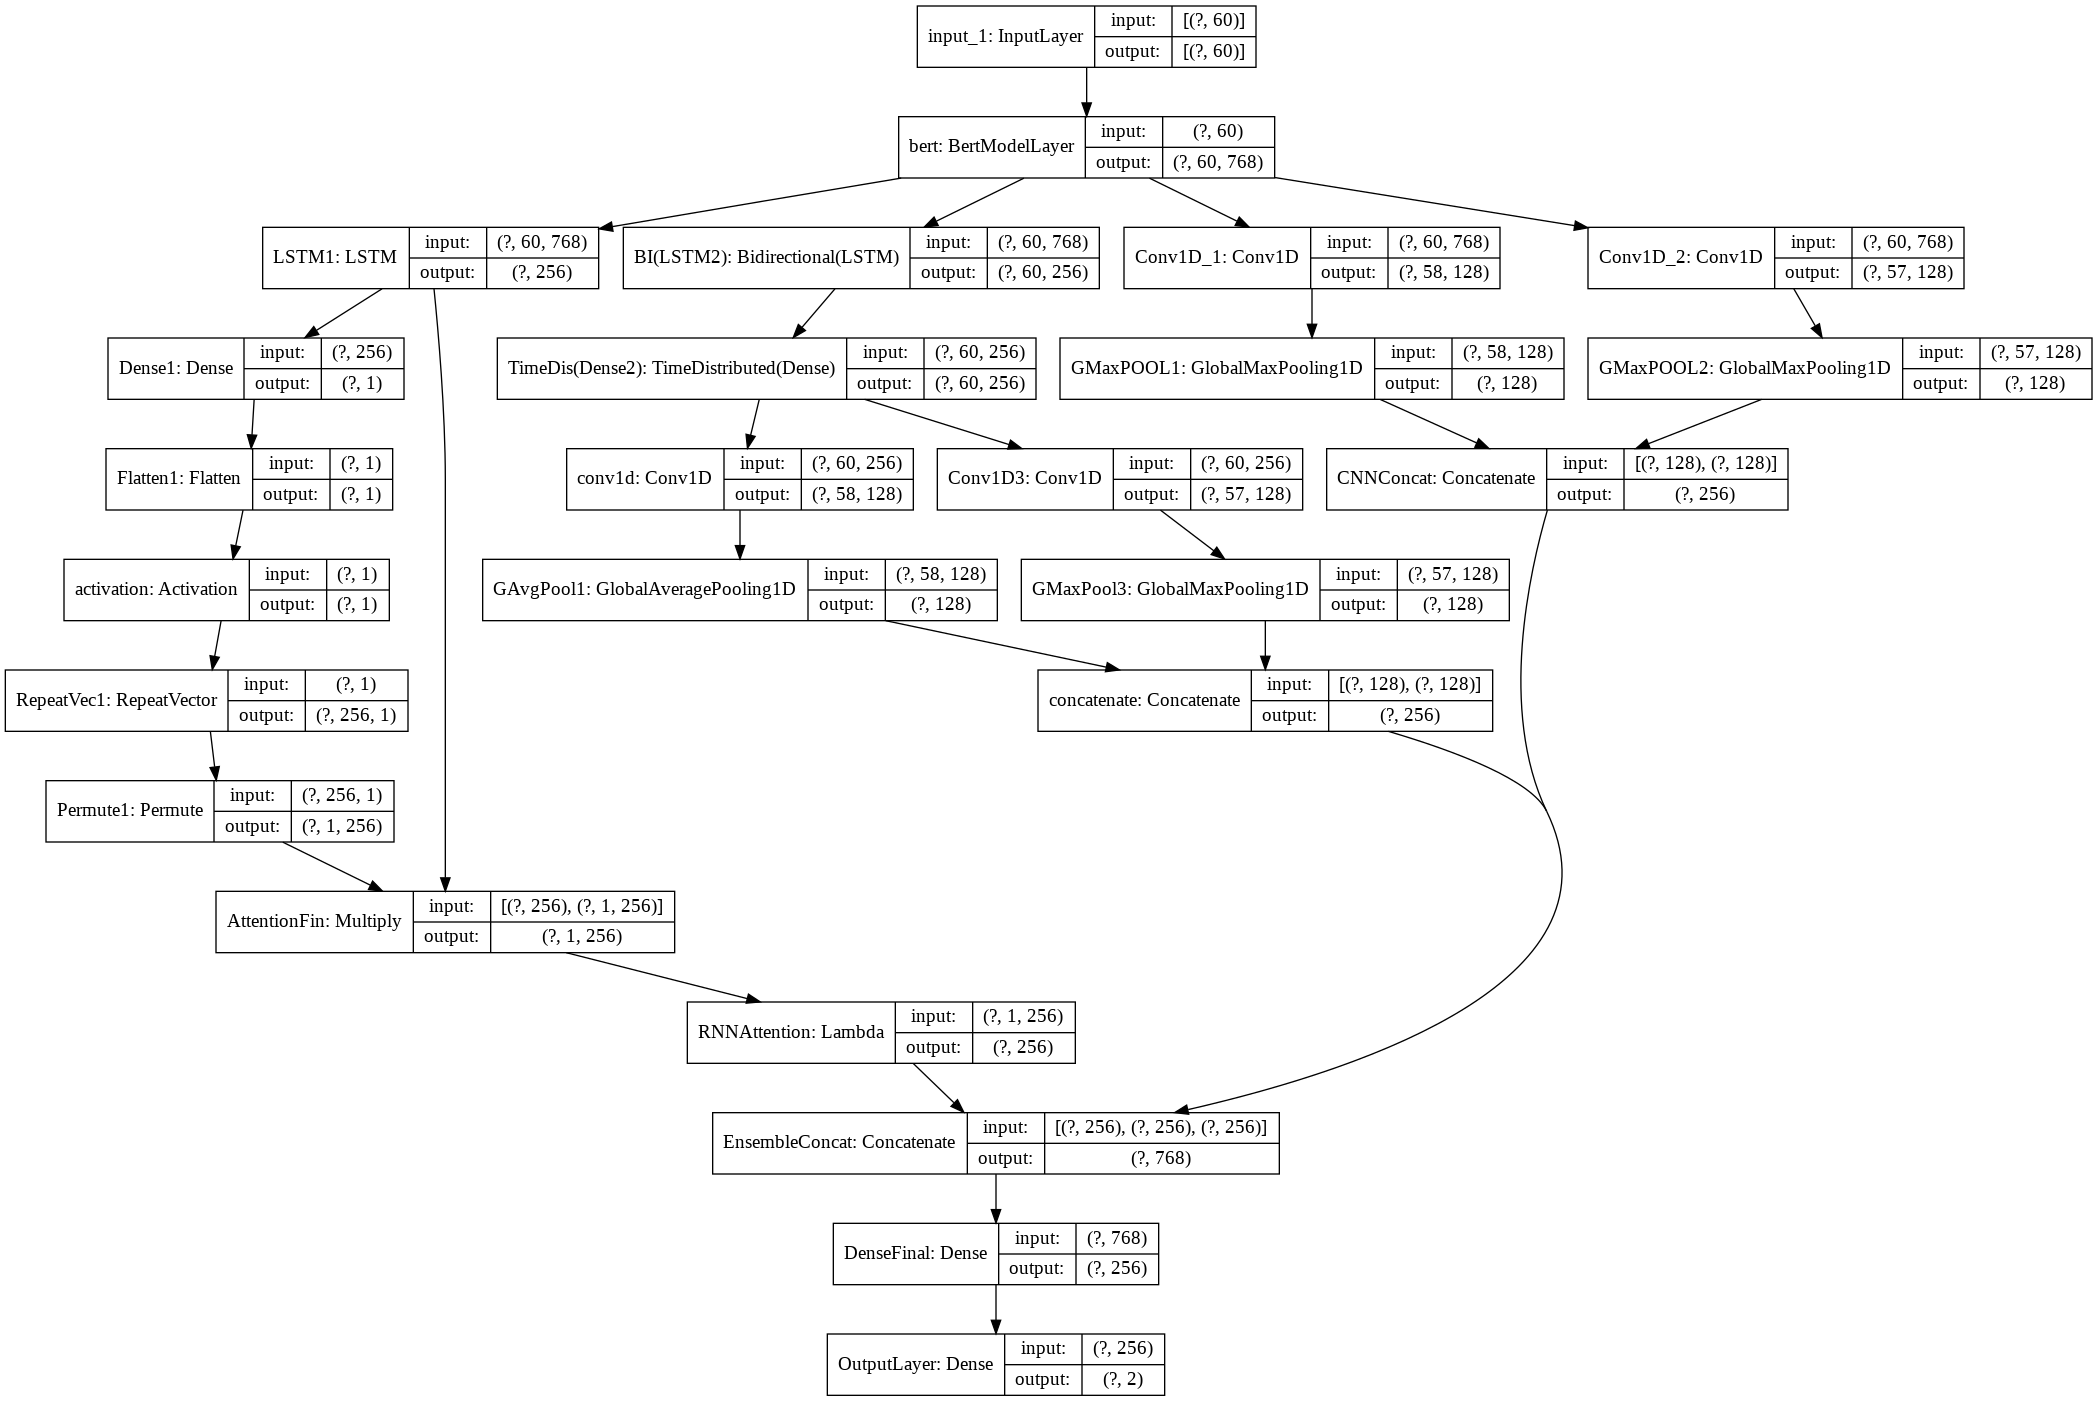 input_1: InputLayer
input: [(?, 60)]
output: [(?, 60)]
bert: BertModelLayer
input: (?, 60)
output: (?, 60, 768)
LSTM1: LSTM
input: (?, 60, 768)
output: (?, 256)
BI(LSTM2): Bidirectional(LSTM)
input: (?, 60, 768)
output: (?, 60, 256)
Conv1D_1: Conv1D
input: (?, 60, 768)
output: (?, 58, 128)
Conv1D_2: Conv1D
input: (?, 60, 768)
output: (?, 57, 128)
Dense1: Dense
input: (?, 256)
output: (?, 1)
TimeDis(Dense2): TimeDistributed(Dense)
input: (?, 60, 256)
output: (?, 60, 256)
GMaxPOOL1: GlobalMaxPooling1D
input: (?, 58, 128)
output: (?, 128)
GMaxPOOL2: GlobalMaxPooling1D
input: (?, 57, 128)
output: (?, 128)
Flatten1: Flatten
input: (?, 1)
output: (?, 1)
conv1d: Conv1D
input: (?, 60, 256)
output: (?, 58, 128)
Conv1D3: Conv1D
input: (?, 60, 256)
output: (?, 57, 128)
CNNConcat: Concatenate
input: [(?, 128), (?, 128)]
output: (?, 256)
activation: Activation
input: (?, 1)
output: (?, 1)
GAvgPool1: GlobalAveragePooling1D
input: (?, 58, 128)
output: (?, 128)
GMaxPool3: GlobalMaxPooling1D
input: (?, 57, 128)
output: (?, 128)
RepeatVec1: RepeatVector
input: (?, 1)
output: (?, 256, 1)
concatenate: Concatenate
input: [(?, 128), (?, 128)]
output: (?, 256)
Permute1: Permute
input: (?, 256, 1)
output: (?, 1, 256)
AttentionFin: Multiply
input: [(?, 256), (?, 1, 256)]
output: (?, 1, 256)
RNNAttention: Lambda
input: (?, 1, 256)
output: (?, 256)
EnsembleConcat: Concatenate
input: [(?, 256), (?, 256), (?, 256)]
output: (?, 768)
DenseFinal: Dense
input: (?, 768)
output: (?, 256)
OutputLayer: Dense
input: (?, 256)
output: (?, 2)